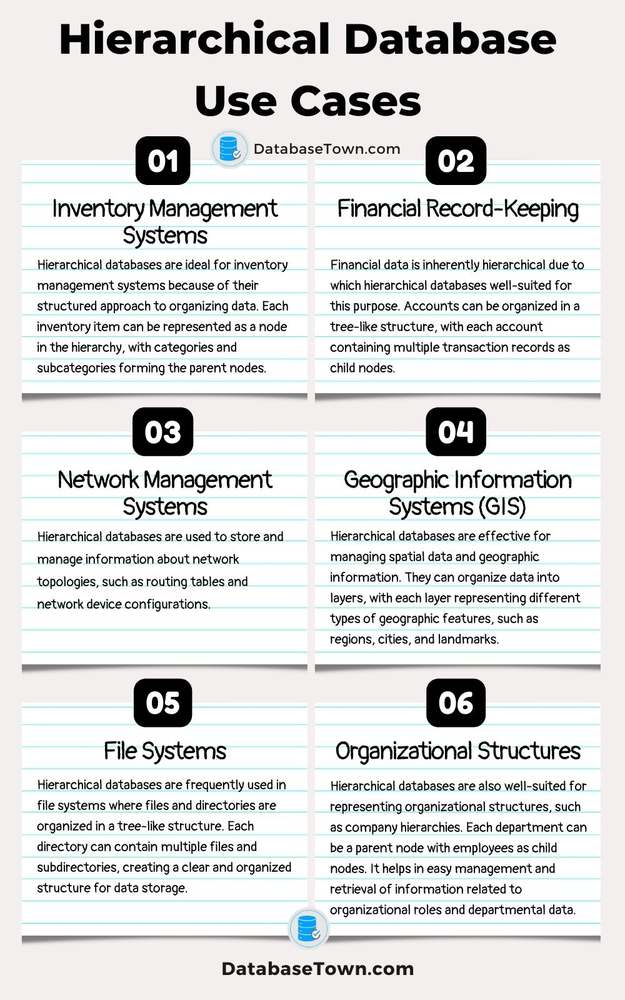 Hierarchical Database
Use Cases
DatabaseTown.com
01
Inventory Management
Systems
Hierarchical databases are ideal for inventory
management systems because of their
structured approach to organizing data. Each
inventory item can be represented as a node
in the hierarchy, with categories and
subcategories forming the parent nodes.
02
Financial Record-Keeping
Financial data is inherently hierarchical due to
which hierarchical databases well-suited for
this purpose. Accounts can be organized in a
tree-like structure, with each account
containing multiple transaction records as
child nodes.
03
Network Management
Systems
Hierarchical databases are used to store and
manage information about network
topologies, such as routing tables and
network device configurations.
04
Geographic Information
Systems (GIS)
Hierarchical databases are effective for
managing spatial data and geographic
information. They can organize data into
layers, with each layer representing different
types of geographic features, such as
regions, cities, and landmarks.
05
File Systems
Hierarchical databases are frequently used in
file systems where files and directories are
organized in a tree-like structure. Each
directory can contain multiple files and
subdirectories, creating a clear and organized
structure for data storage.
06
Organizational Structures
Hierarchical databases are also well-suited for
representing organizational structures, such
as company hierarchies. Each department can
be a parent node with employees as child
nodes. It helps in easy management and
retrieval of information related to
organizational roles and departmental data.
DatabaseTown.com